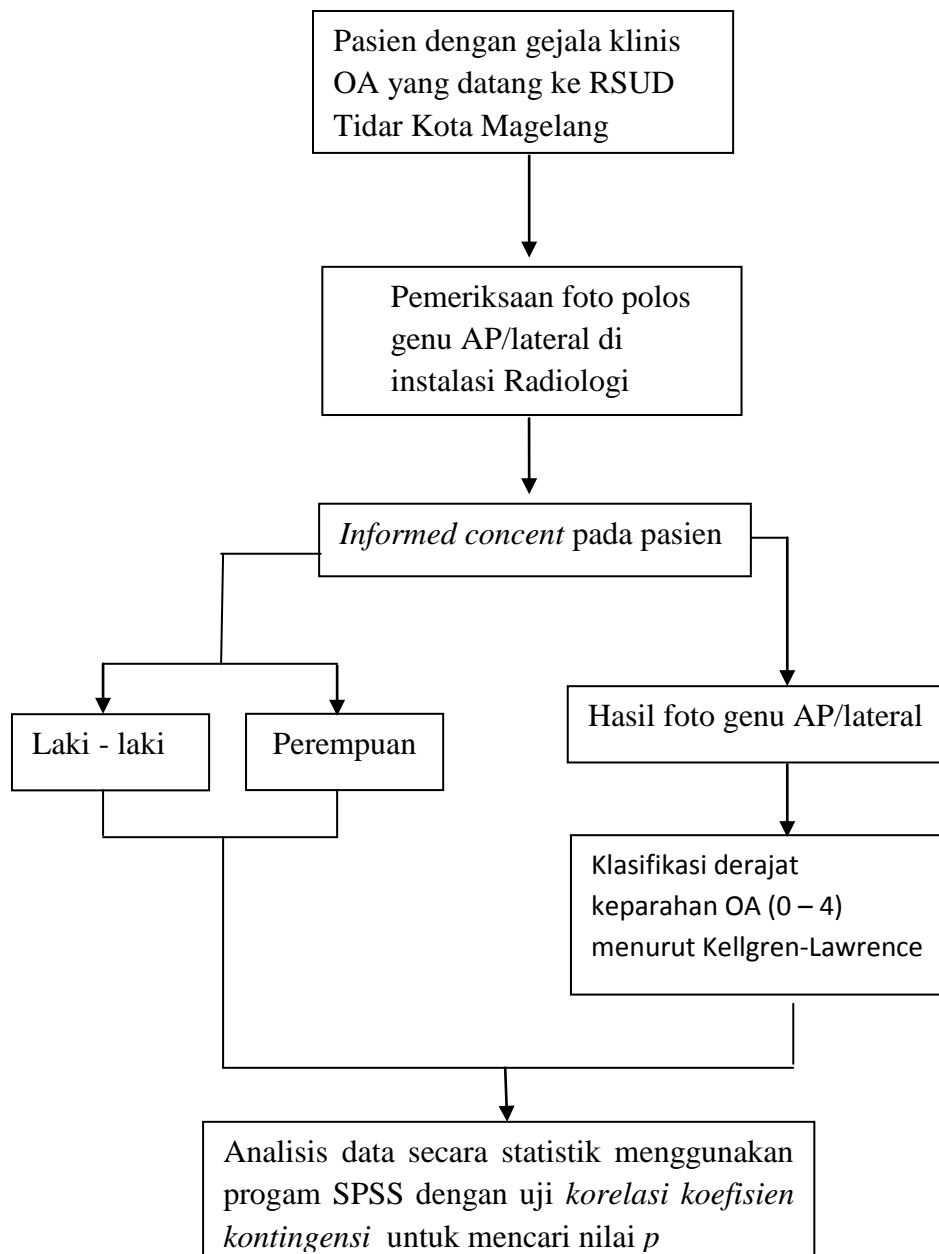 Pasien dengan gejala klinis
OA yang datang ke RSUD
Tidar Kota Magelang
Pemeriksaan foto polos
genu AP/lateral di
instalasi Radiologi
Informed concent pada pasien
Laki - laki
Perempuan
Hasil foto genu AP/lateral
Klasifikasi derajat
keparahan OA (0 – 4)
menurut Kellgren-Lawrence
Analisis data secara statistik menggunakan
progam SPSS dengan uji korelasi koefisien
kontingensi untuk mencari nilai p